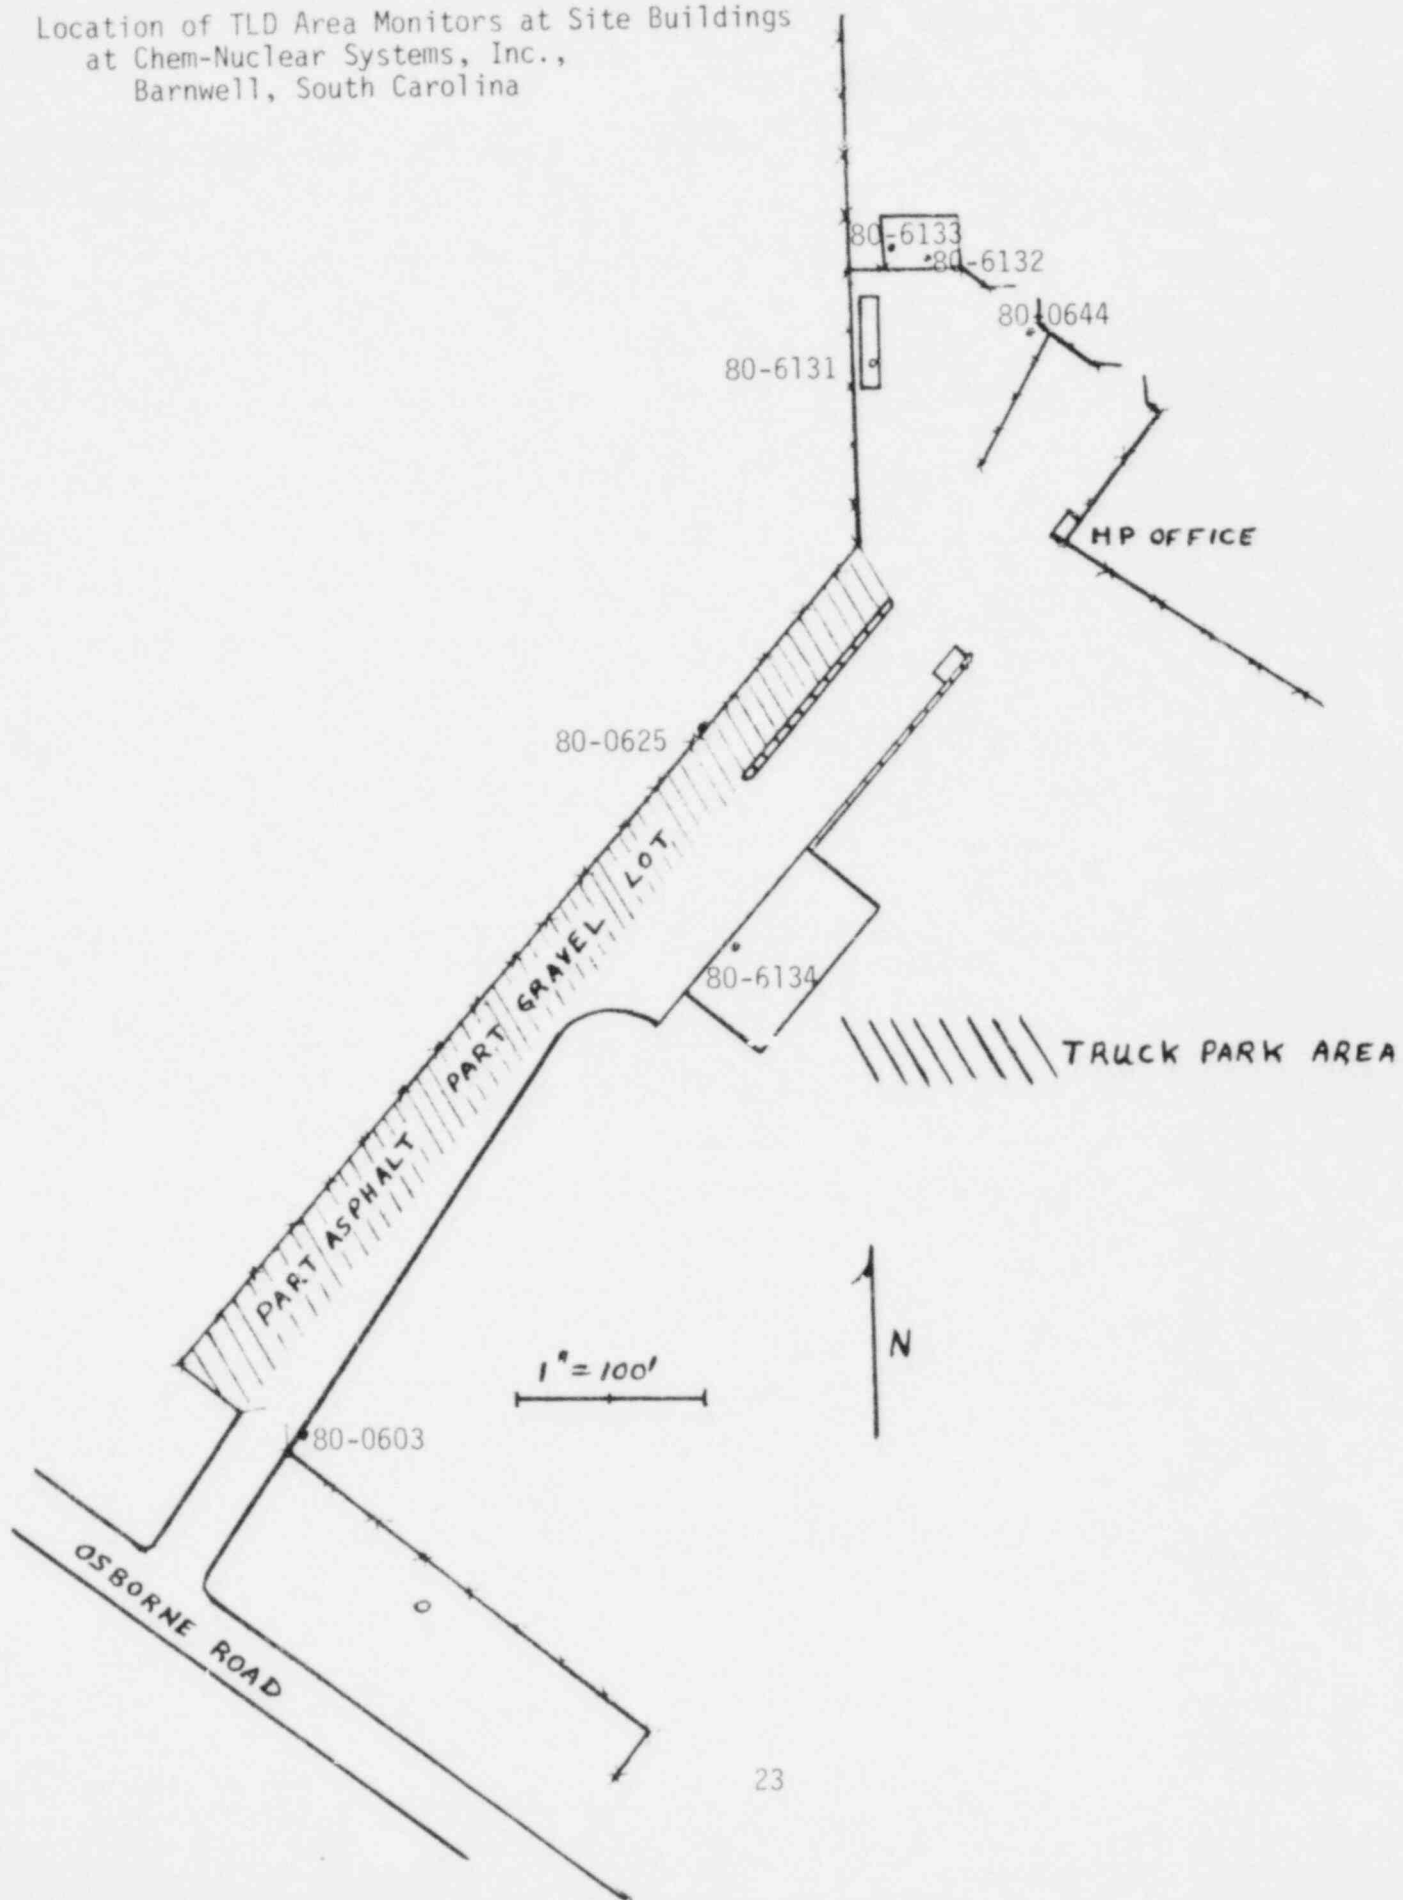 Location of TLD Area Monitors at Site Buildings
at Chem-Nuclear Systems, Inc.,
Barnwell, South Carolina
80-6133
80-6132
80-0644
80-6131
HP OFFICE
80-0625
PART ASPHALT PART GRAVEL LOT
80-6134
TRUCK PARK AREA
N
1"=100'
80-0603
OSBORNE ROAD
23